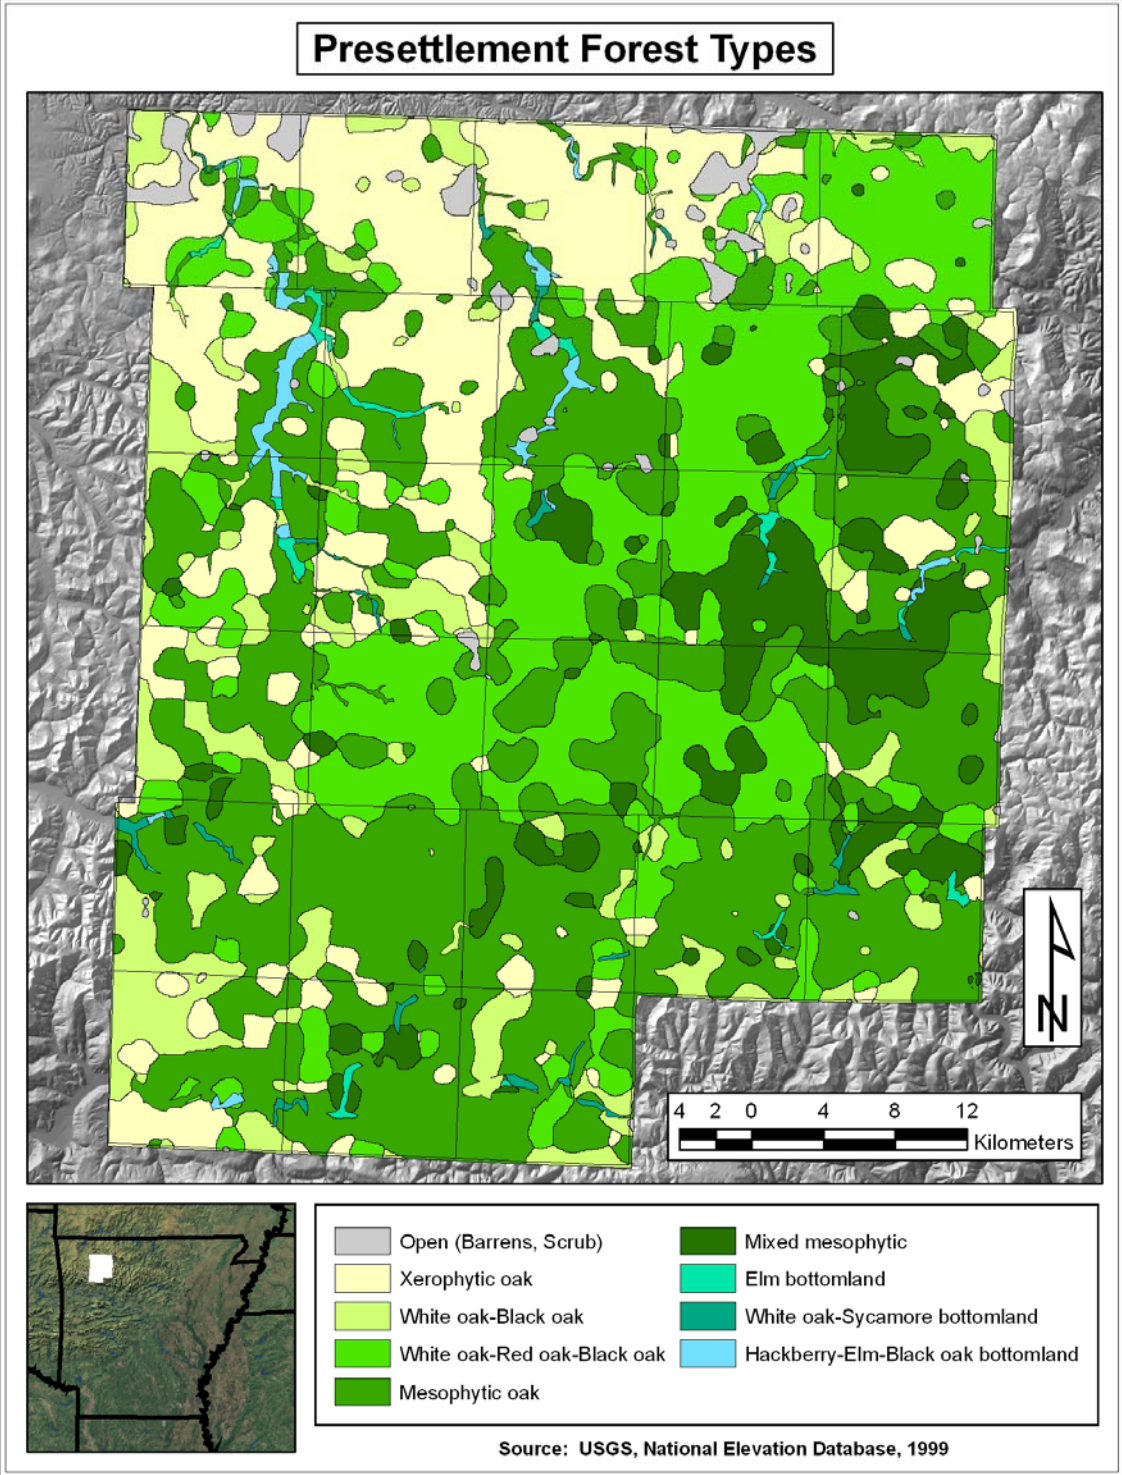 Presettlement Forest Types
N
4 2 0 4 8 12
Kilometers
Open (Barrens, Scrub)
Xerophytic oak
White oak-Black oak
White oak-Red oak-Black oak
Mesophytic oak
Mixed mesophytic
Elm bottomland
White oak-Sycamore bottomland
Hackberry-Elm-Black oak bottomland
Source: USGS, National Elevation Database, 1999